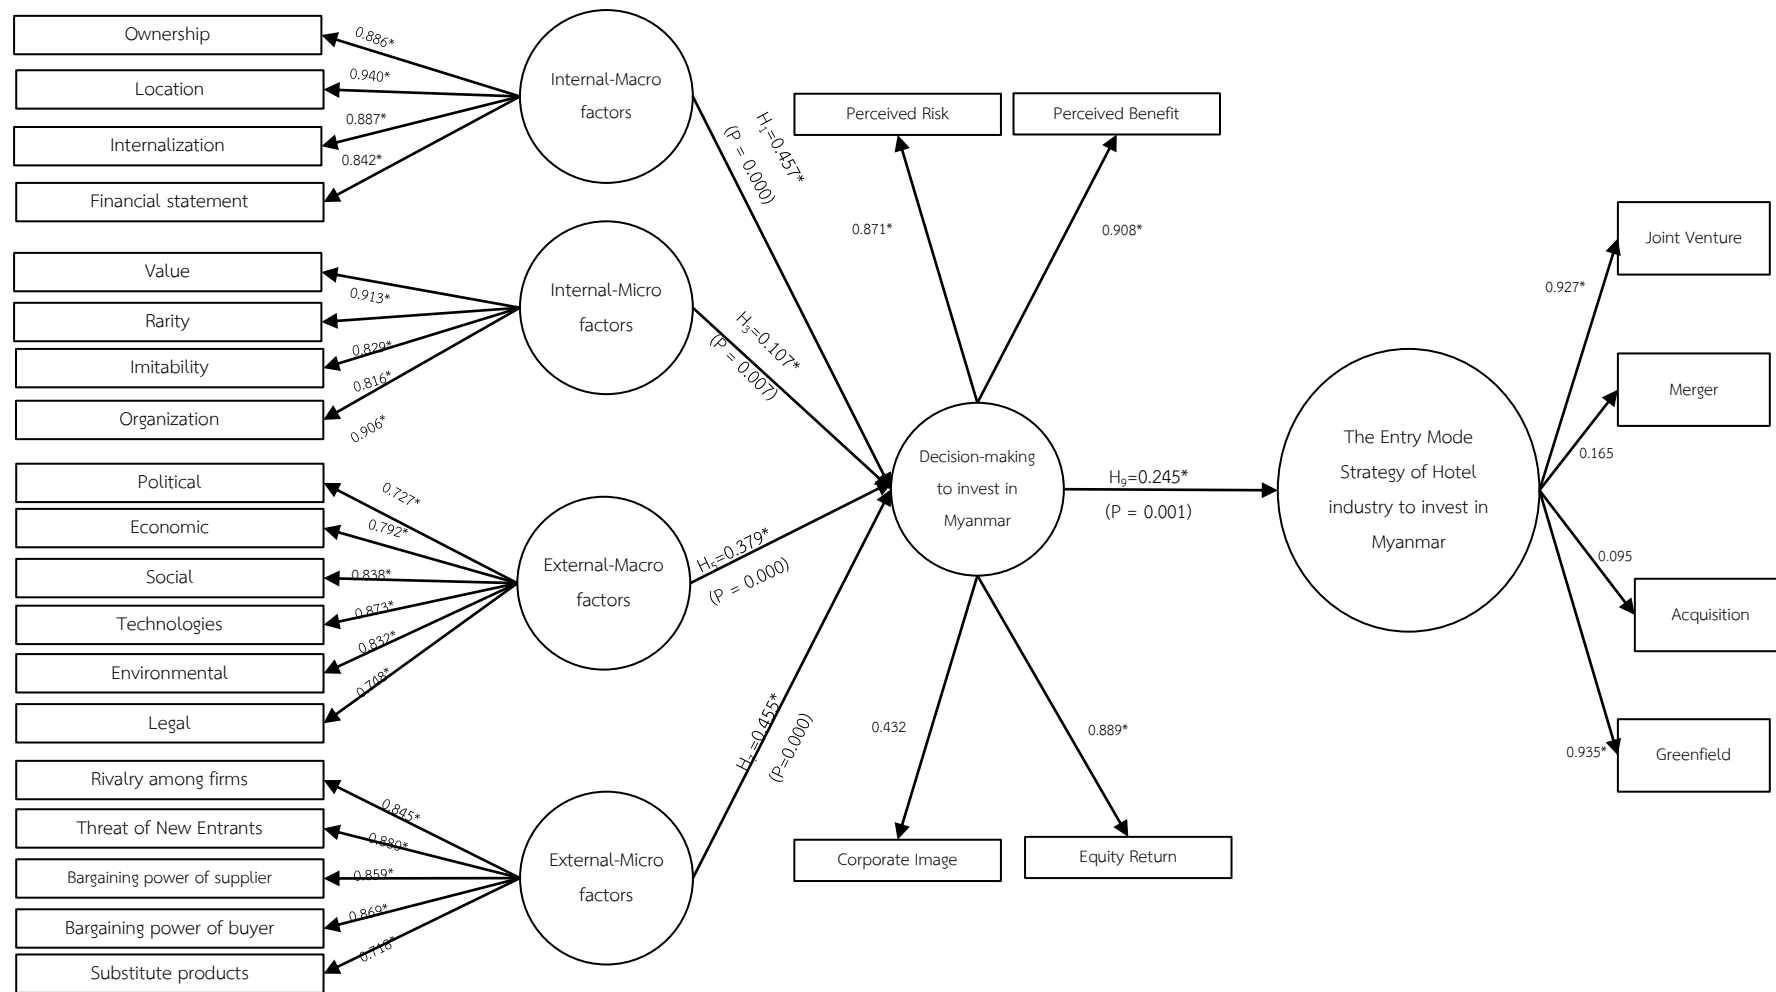 Ownership
0.886*
Location
0.940*
Internalization
0.887*
Financial statement
0.842*
Internal-Macro
factors
H₁=0.457*
(P = 0.000)
Value
0.913*
Rarity
0.829*
Imitability
0.816*
Organization
0.906*
Internal-Micro
factors
H₃=0.107*
(P = 0.007)
Political
0.727*
Economic
0.792*
Social
0.838*
Technologies
0.873*
Environmental
0.832*
Legal
0.748*
External-Macro
factors
H₅=0.379*
(P = 0.000)
Rivalry among firms
0.845*
Threat of New Entrants
0.880*
Bargaining power of supplier
0.859*
Bargaining power of buyer
0.869*
Substitute products
0.718*
External-Micro
factors
H₇=0.455*
(P=0.000)
Perceived Risk
Perceived Benefit
0.871*
0.908*
Decision-making
to invest in
Myanmar
0.432
0.889*
Corporate Image
Equity Return
H₉=0.245*
(P = 0.001)
The Entry Mode
Strategy of Hotel
industry to invest in
Myanmar
Joint Venture
0.927*
Merger
0.165
0.095
Acquisition
0.935*
Greenfield